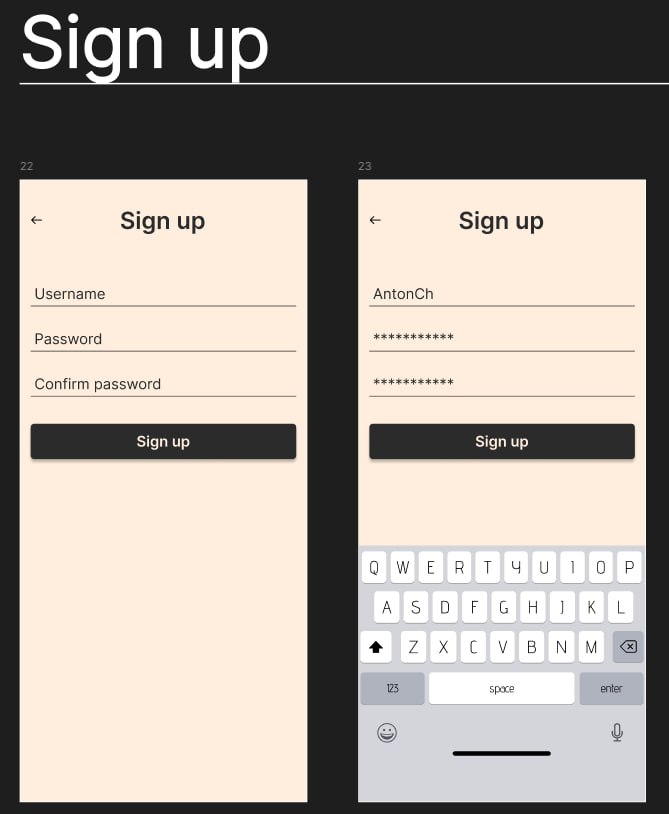 Sign up
22
Sign up
Username
Password
Confirm password
Sign up
23
Sign up
AntonCh
***********
***********
Sign up
Q W E R T Y U I O P
A S D F G H J K L
Z X C V B N M
123 space enter